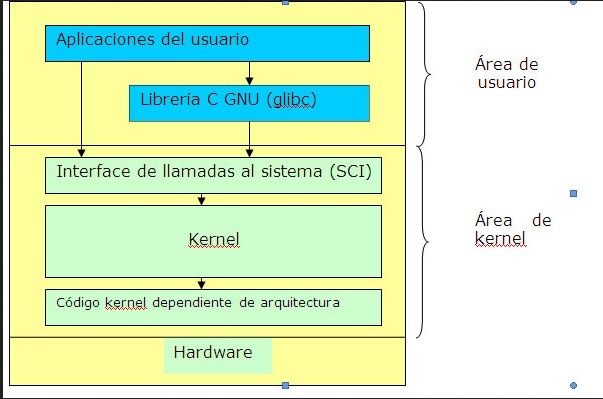 Aplicaciones del usuario
Librería C GNU (glibc)
Área de
usuario
Interface de llamadas al sistema (SCI)
Kernel
Área de
kernel
Código kernel dependiente de arquitectura
Hardware